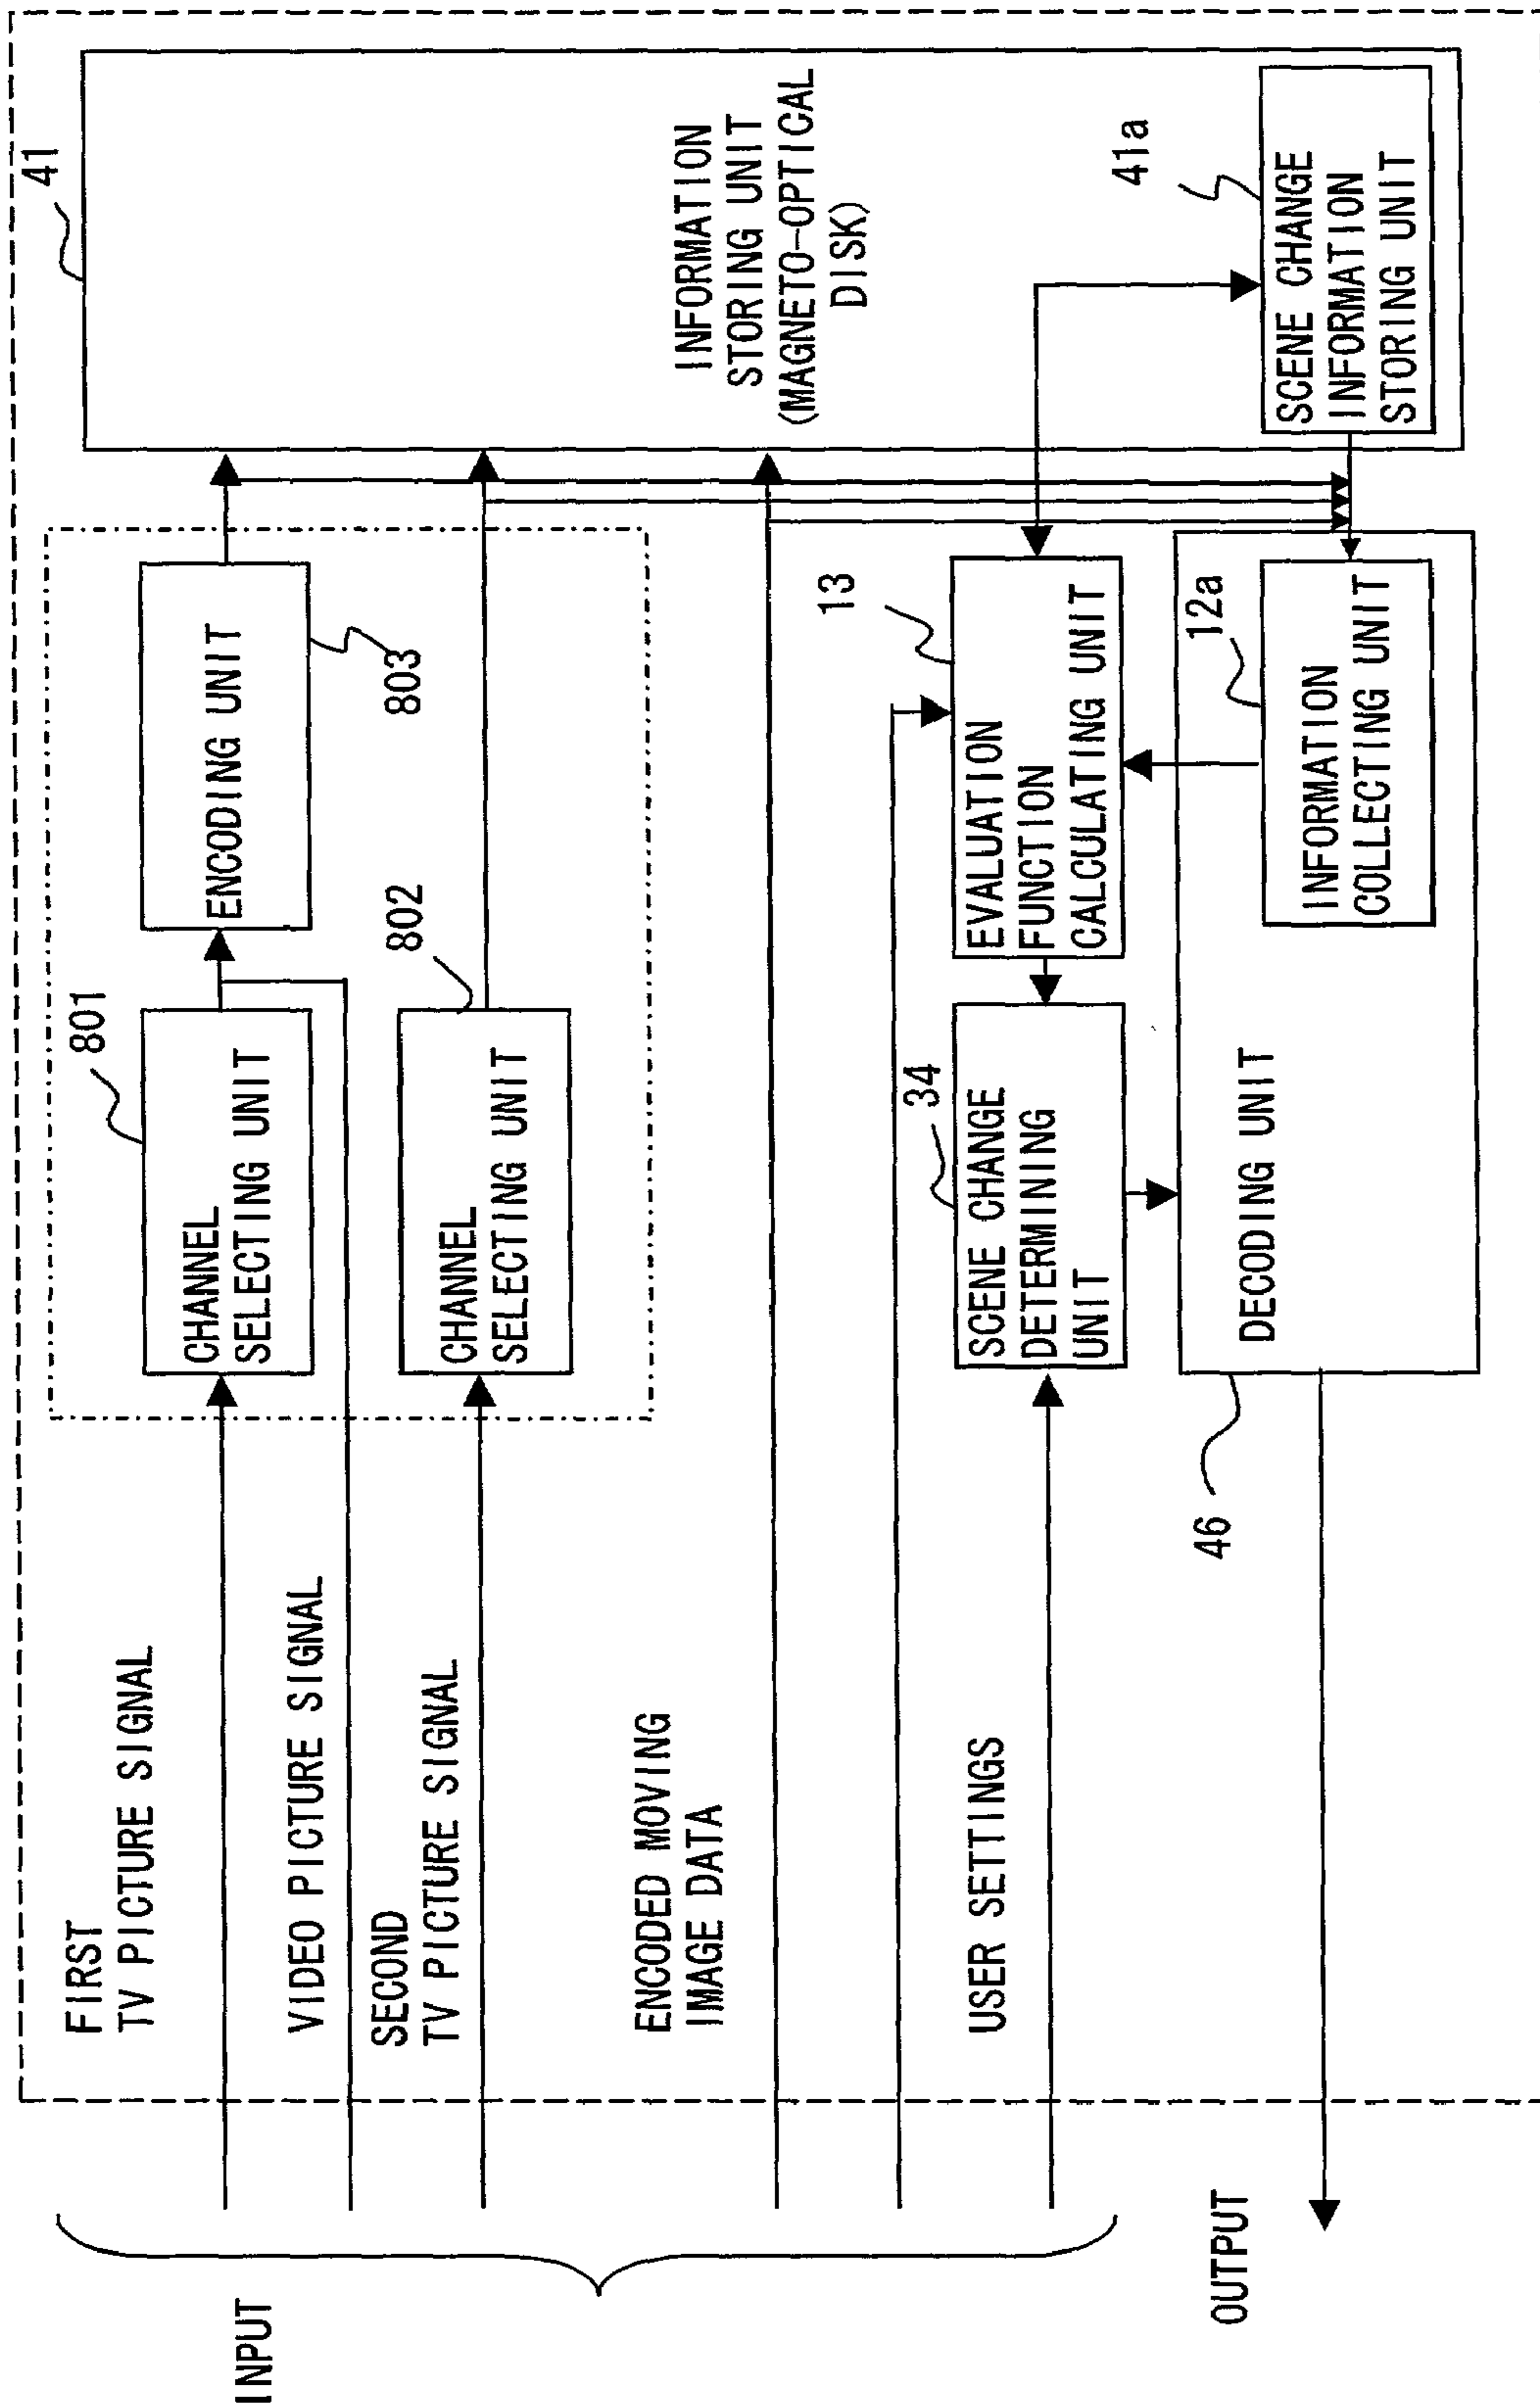 INPUT
FIRST
TV PICTURE SIGNAL
VIDEO PICTURE SIGNAL
SECOND
TV PICTURE SIGNAL
ENCODED MOVING
IMAGE DATA
USER SETTINGS
OUTPUT
801
CHANNEL
SELECTING UNIT
802
CHANNEL
SELECTING UNIT
ENCODING UNIT
803
41
INFORMATION
STORING UNIT
(MAGNETO-OPTICAL
DISK)
41a
SCENE CHANGE
INFORMATION
STORING UNIT
34
SCENE CHANGE
DETERMINING
UNIT
13
EVALUATION
FUNCTION
CALCULATING UNIT
46
DECODING UNIT
12a
INFORMATION
COLLECTING UNIT